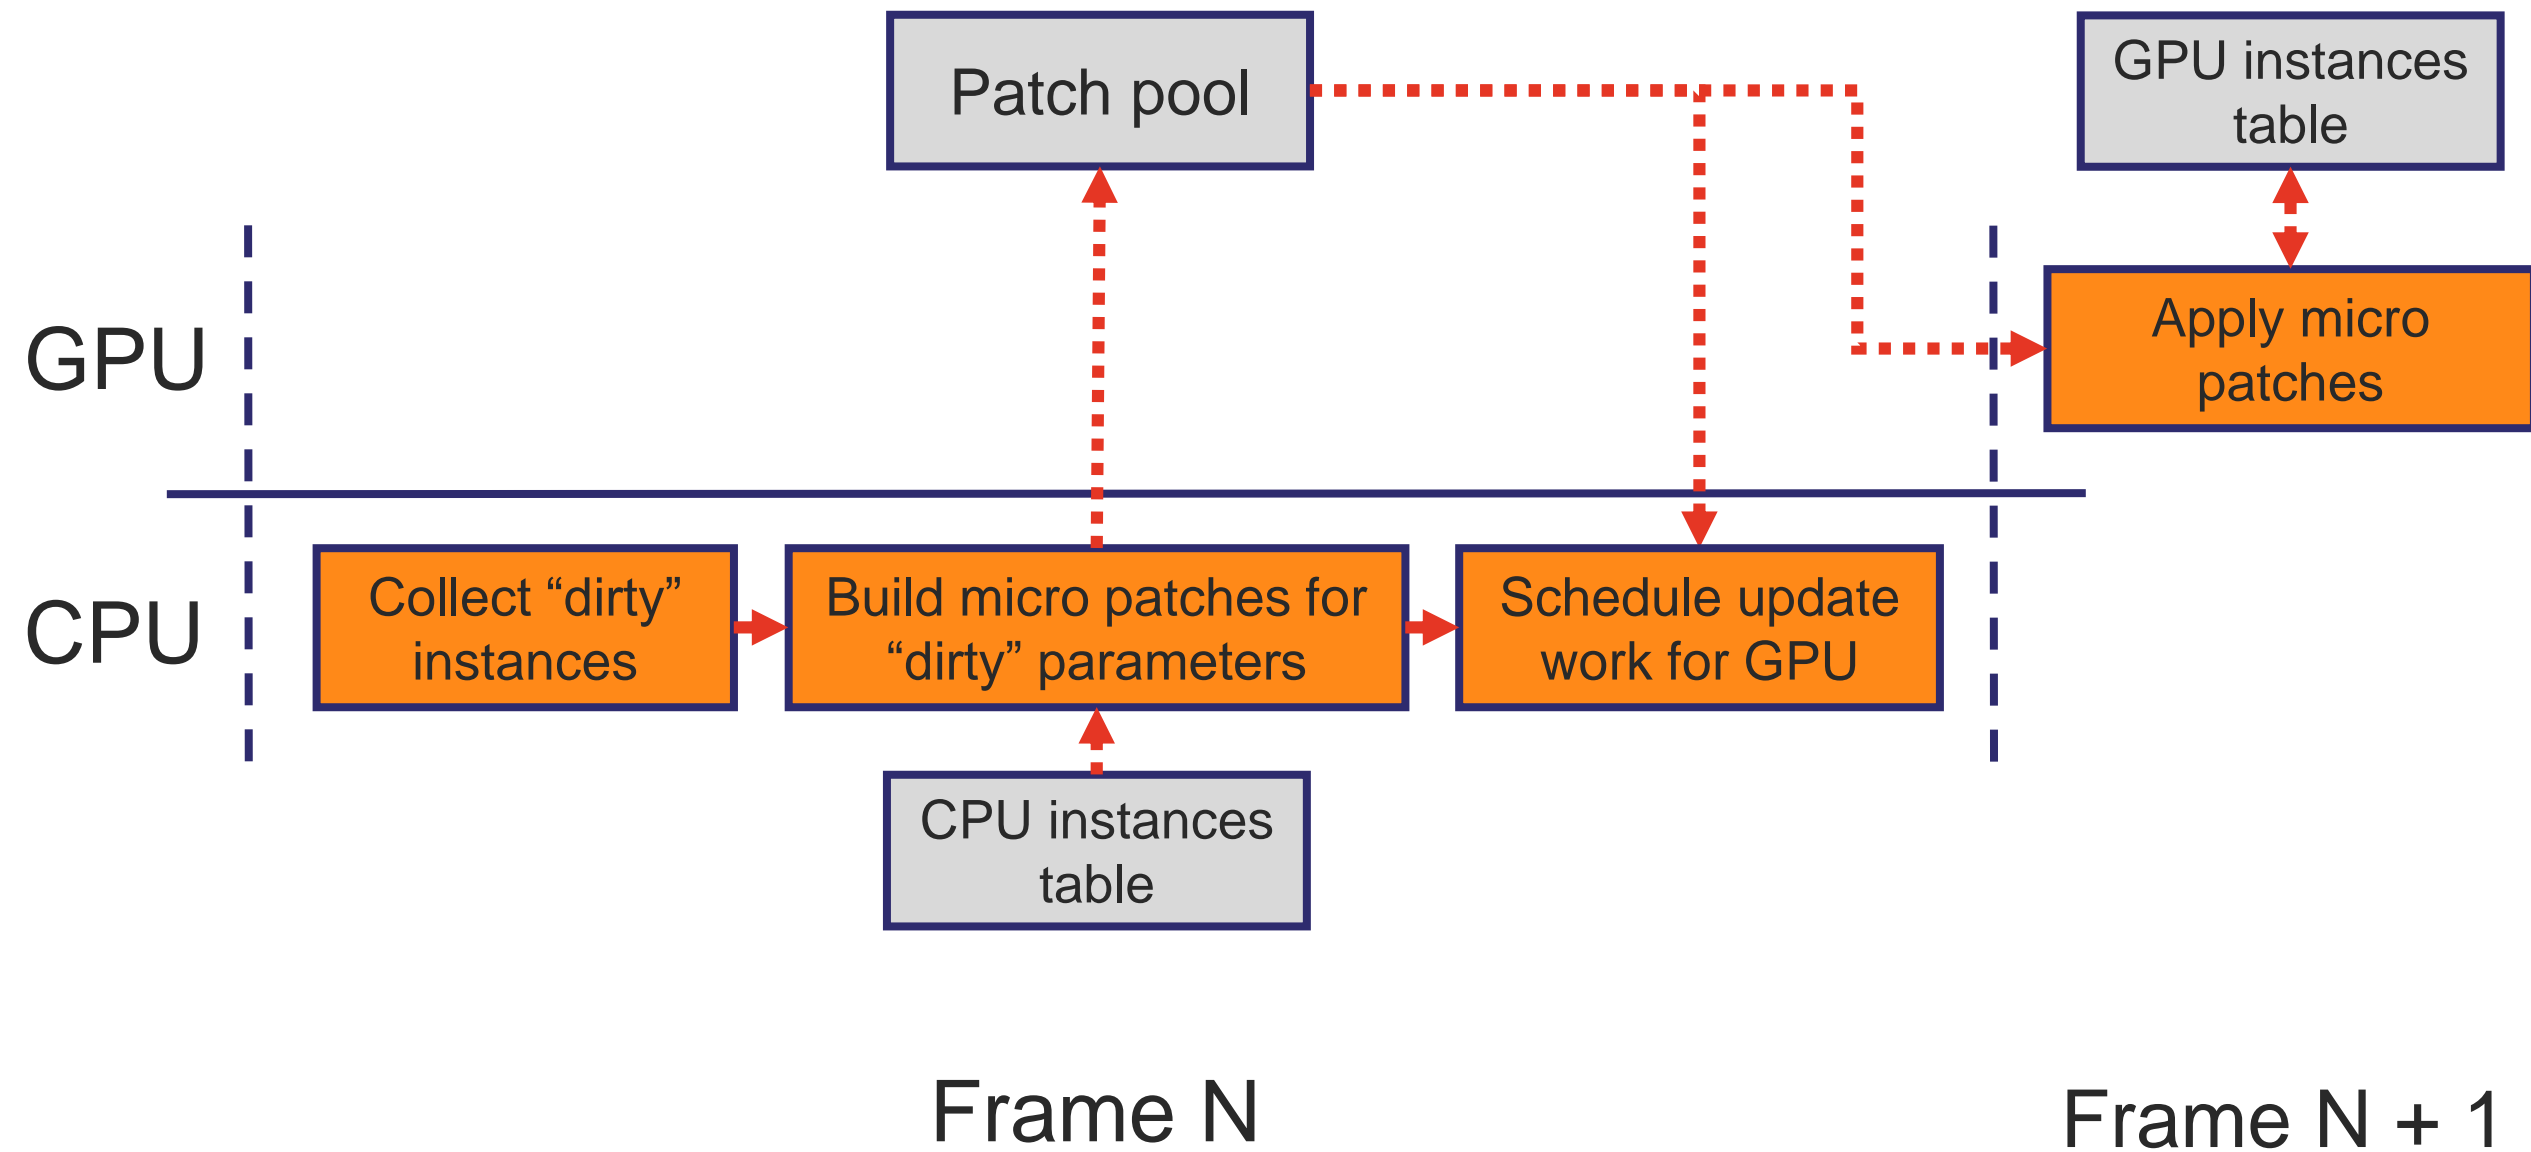 Patch pool
GPU instances
table
GPU
Apply micro
patches
CPU
Collect “dirty”
instances
Build micro patches for
“dirty” parameters
Schedule update
work for GPU
CPU instances
table
Frame N
Frame N + 1